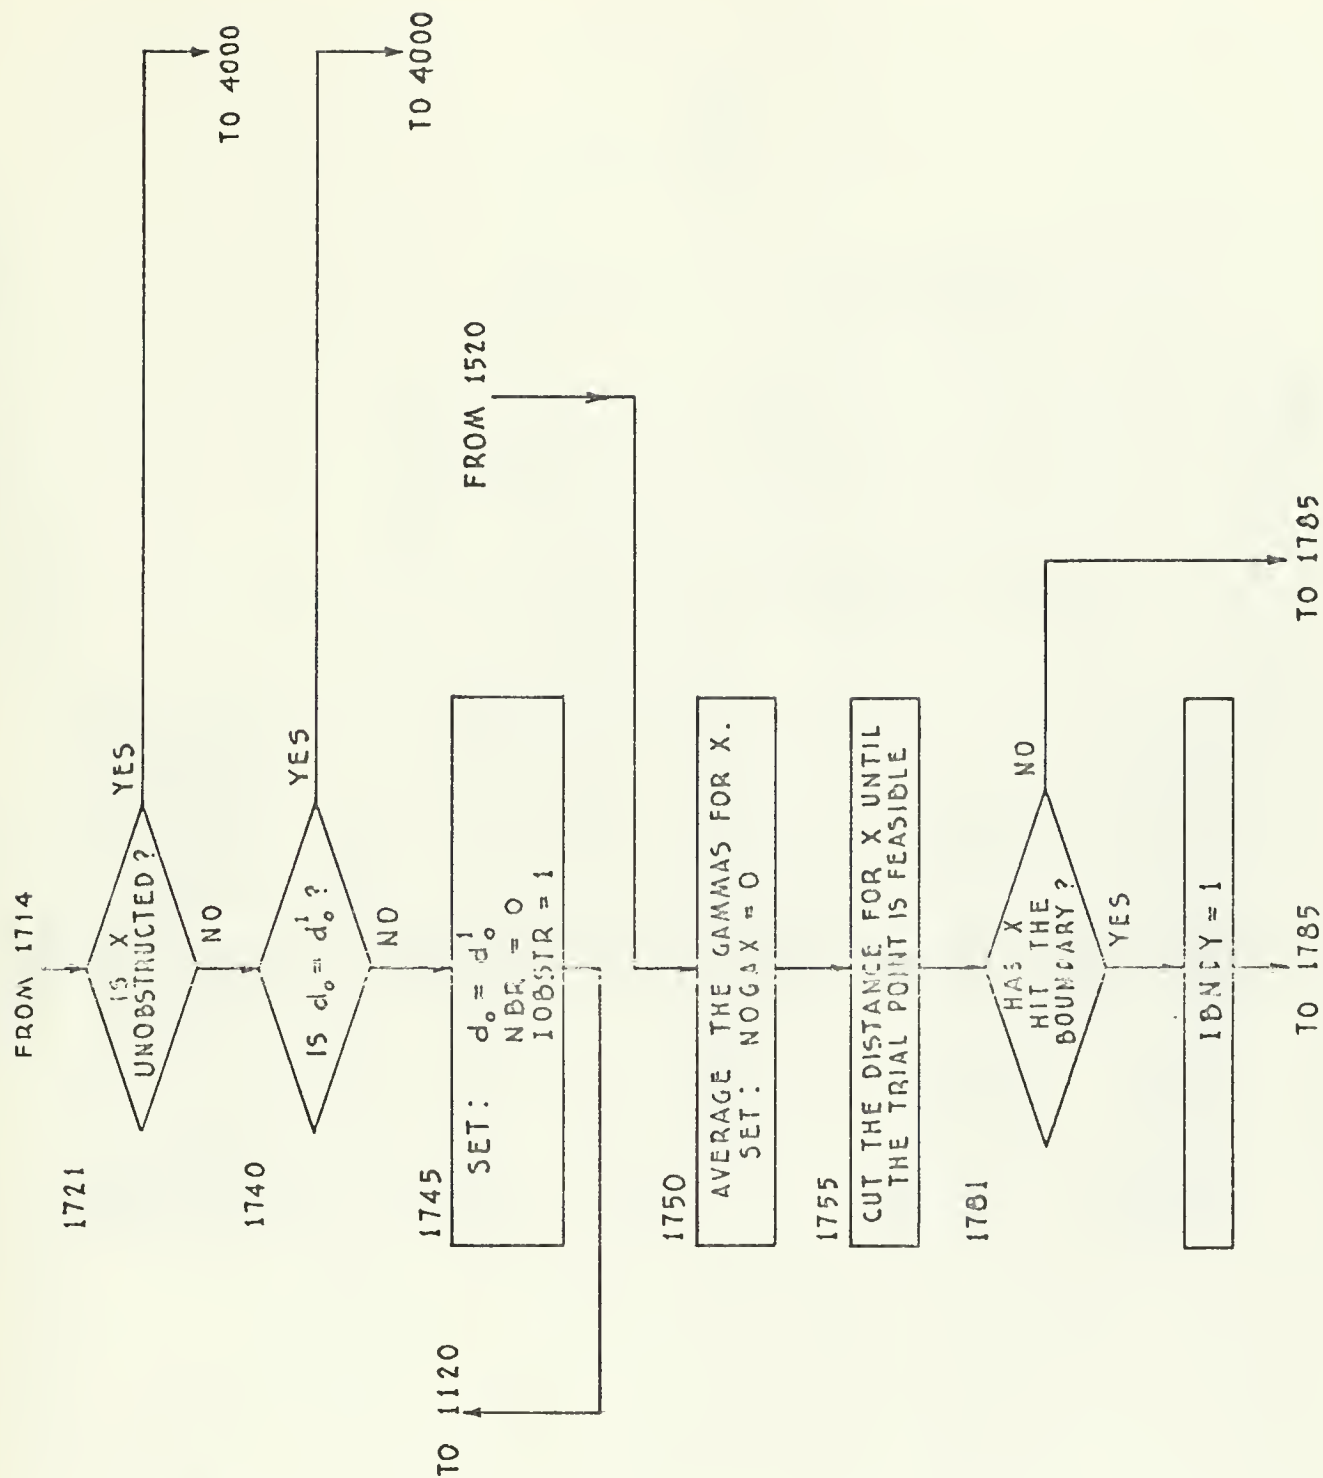 FROM 1714
1721
IS X
UNOBSTRUCTED?
YES
TO 4000
NO
1740
IS d₀ = d₀¹ ?
YES
TO 4000
NO
1745
SET: d₀ = d₀¹
NBR = 0
IOBSTR = 1
TO 1120
FROM 1520
1750
AVERAGE THE GAMMAS FOR X.
SET: NOGAX = 0
1755
CUT THE DISTANCE FOR X UNTIL
THE TRIAL POINT IS FEASIBLE
1781
HAS X
HIT THE
BOUNDARY?
NO
TO 1785
YES
IBNDY = 1
TO 1785